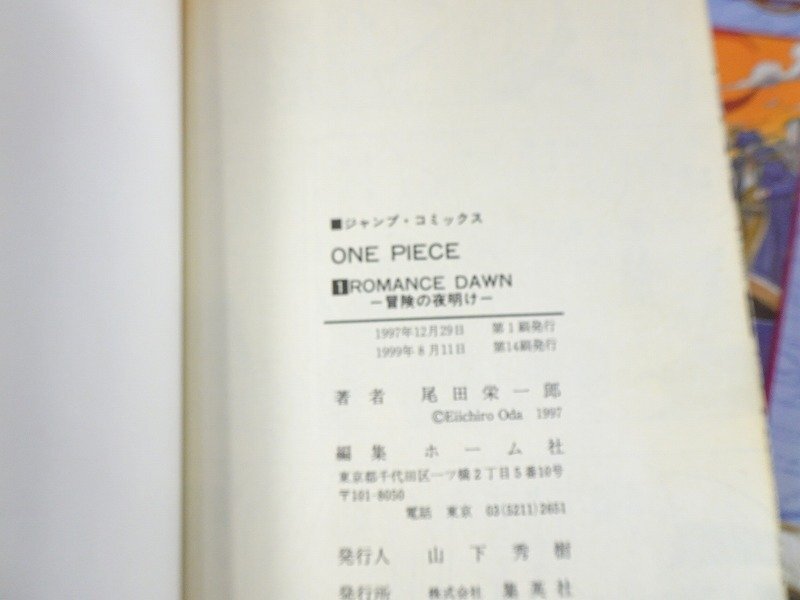 ■ジャンプ・コミックス
ONE PIECE
1 ROMANCE DAWN
―冒険の夜明け―
1997年12月29日 第1刷発行
1999年8月11日 第14刷発行
著者 尾田栄一郎
©Eiichiro Oda 1997
編集 ホーム社
東京都千代田区一ツ橋2丁目5番10号
〒101-8050
電話 東京 03(5211)2651
発行人 山下秀樹
発行所 株式会社 集英社